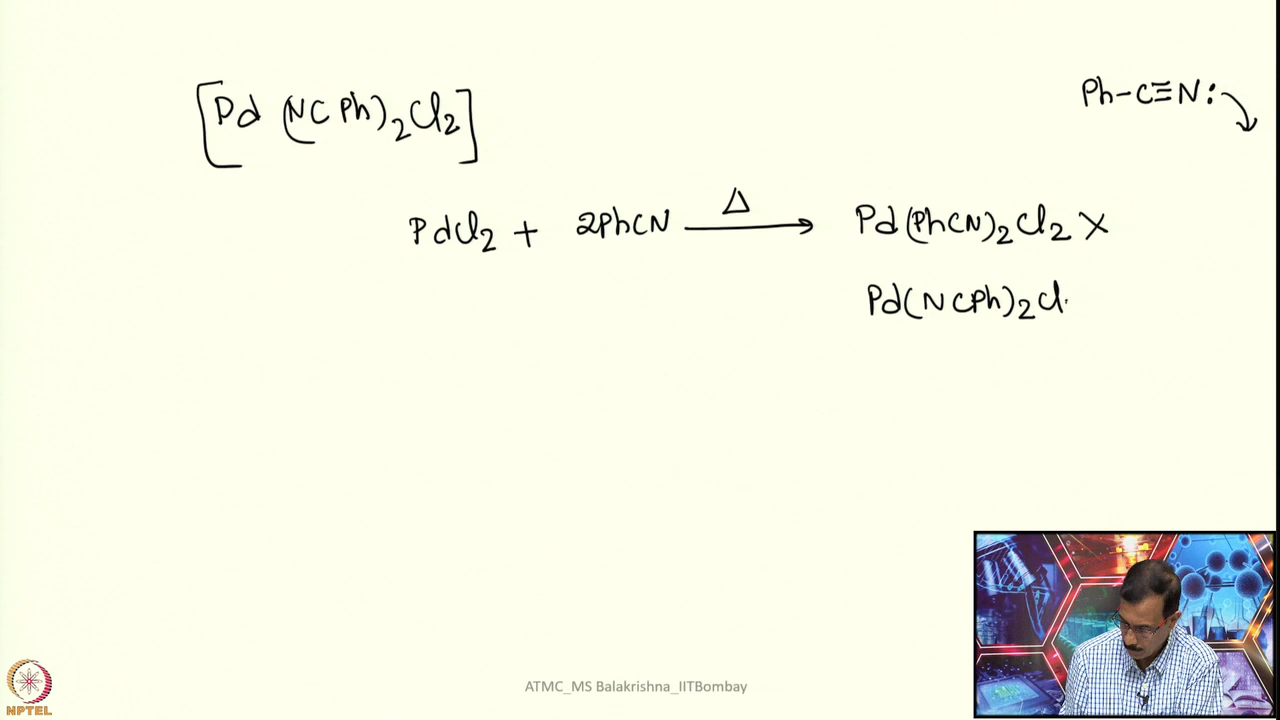 [Pd (NCPh)₂Cl₂]
Ph-C≡N:
PdCl₂ + 2PhCN Δ→ Pd(PhCN)₂Cl₂ X
Pd(NCPh)₂Cl
NPTEL
ATMC_MS Balakrishna_IITBombay